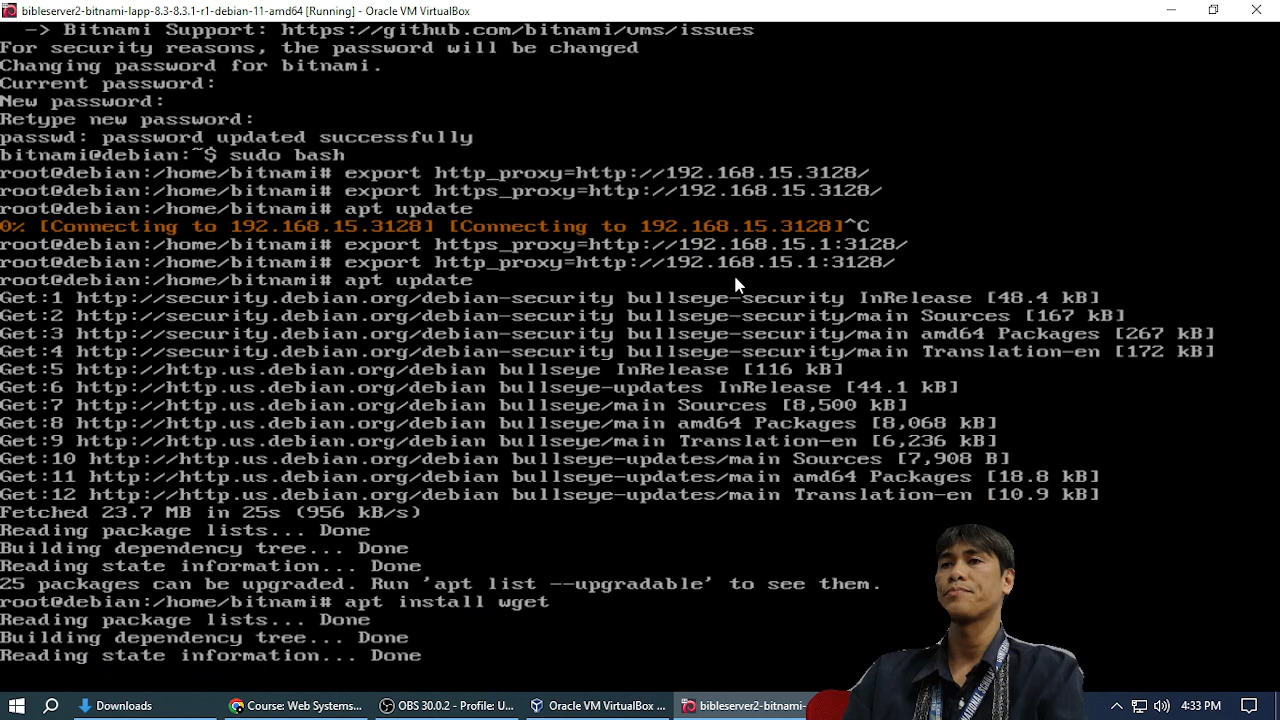 bibleserver2-bitnami-lapp-8.3-8.3.1-r1-debian-11-amd64 [Running] - Oracle VM VirtualBox
-> Bitnami Support: https://github.com/bitnami/vms/issues
For security reasons, the password will be changed
Changing password for bitnami.
Current password:
New password:
Retype new password:
passwd: password updated successfully
bitnami@debian:~$ sudo bash
root@debian:/home/bitnami# export http_proxy=http://192.168.15.3128/
root@debian:/home/bitnami# export https_proxy=http://192.168.15.3128/
root@debian:/home/bitnami# apt update
0% [Connecting to 192.168.15.3128] [Connecting to 192.168.15.3128]^C
root@debian:/home/bitnami# export https_proxy=http://192.168.15.1:3128/
root@debian:/home/bitnami# export http_proxy=http://192.168.15.1:3128/
root@debian:/home/bitnami# apt update
Get:1 http://security.debian.org/debian-security bullseye-security InRelease [48.4 kB]
Get:2 http://security.debian.org/debian-security bullseye-security/main Sources [167 kB]
Get:3 http://security.debian.org/debian-security bullseye-security/main amd64 Packages [267 kB]
Get:4 http://security.debian.org/debian-security bullseye-security/main Translation-en [172 kB]
Get:5 http://http.us.debian.org/debian bullseye InRelease [116 kB]
Get:6 http://http.us.debian.org/debian bullseye-updates InRelease [44.1 kB]
Get:7 http://http.us.debian.org/debian bullseye/main Sources [8,500 kB]
Get:8 http://http.us.debian.org/debian bullseye/main amd64 Packages [8,068 kB]
Get:9 http://http.us.debian.org/debian bullseye/main Translation-en [6,236 kB]
Get:10 http://http.us.debian.org/debian bullseye-updates/main Sources [7,908 B]
Get:11 http://http.us.debian.org/debian bullseye-updates/main amd64 Packages [18.8 kB]
Get:12 http://http.us.debian.org/debian bullseye-updates/main Translation-en [10.9 kB]
Fetched 23.7 MB in 25s (956 kB/s)
Reading package lists... Done
Building dependency tree... Done
Reading state information... Done
25 packages can be upgraded. Run 'apt list --upgradable' to see them.
root@debian:/home/bitnami# apt install wget
Reading package lists... Done
Building dependency tree... Done
Reading state information... Done
Downloads
Course: Web Systems...
OBS 30.0.2 - Profile: U...
Oracle VM VirtualBox ...
bibleserver2-bitnami-
4:33 PM